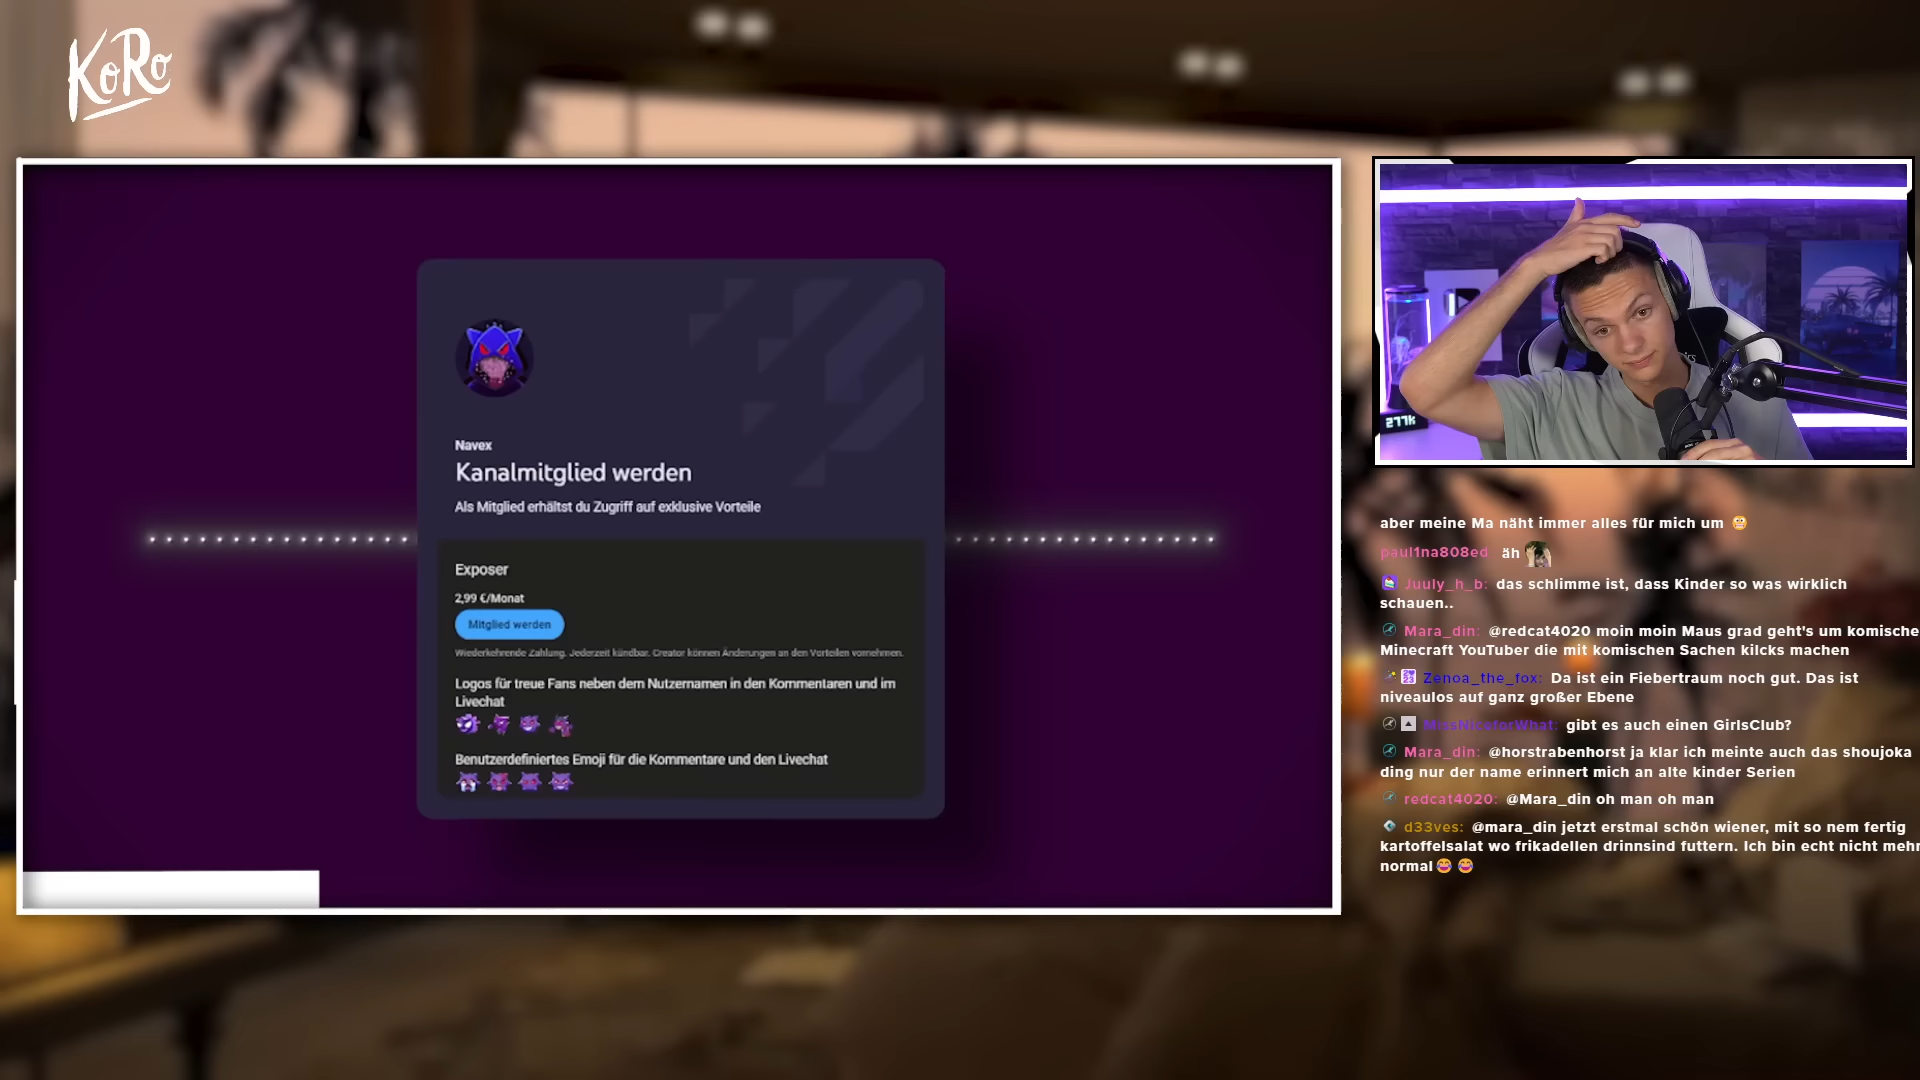 KoRo
Navex
Kanalmitglied werden
Als Mitglied erhältst du Zugriff auf exklusive Vorteile
Exposer
2,99 €/Monat
Mitglied werden
Wiederkehrende Zahlung. Jederzeit kündbar. Creator können Änderungen an den Vorteilen vornehmen.
Logos für treue Fans neben dem Nutzernamen in den Kommentaren und im
Livechat
Benutzerdefiniertes Emoji für die Kommentare und den Livechat
277k
aber meine Ma näht immer alles für mich um
paul1na808ed äh
Juuly_h_b: das schlimme ist, dass Kinder so was wirklich
schauen..
Mara_din: @redcat4020 moin moin Maus grad geht's um komische
Minecraft YouTuber die mit komischen Sachen kilcks machen
Zenoa_the_fox: Da ist ein Fiebertraum noch gut. Das ist
niveaulos auf ganz großer Ebene
MissNiceforWhat: gibt es auch einen GirlsClub?
Mara_din: @horstrabenhorst ja klar ich meinte auch das shoujoka
ding nur der name erinnert mich an alte kinder Serien
redcat4020: @Mara_din oh man oh man
d33ves: @mara_din jetzt erstmal schön wiener, mit so nem fertig
kartoffelsalat wo frikadellen drinnsind futtern. Ich bin echt nicht mehr
normal